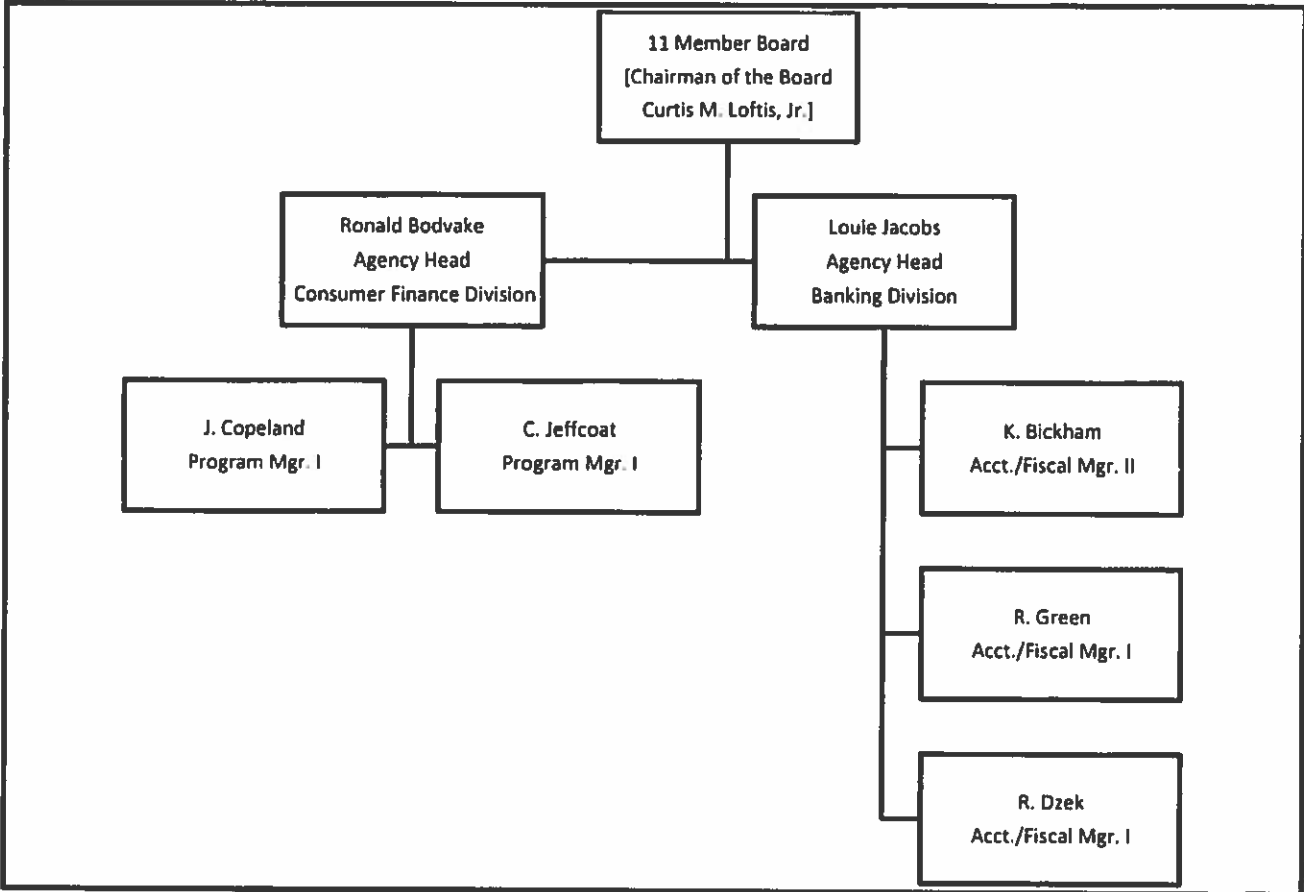 11 Member Board
[Chairman of the Board
Curtis M. Loftis, Jr.]
Ronald Bodvake
Agency Head
Consumer Finance Division
Louie Jacobs
Agency Head
Banking Division
J. Copeland
Program Mgr. I
C. Jeffcoat
Program Mgr. I
K. Bickham
Acct./Fiscal Mgr. II
R. Green
Acct./Fiscal Mgr. I
R. Dzek
Acct./Fiscal Mgr. I